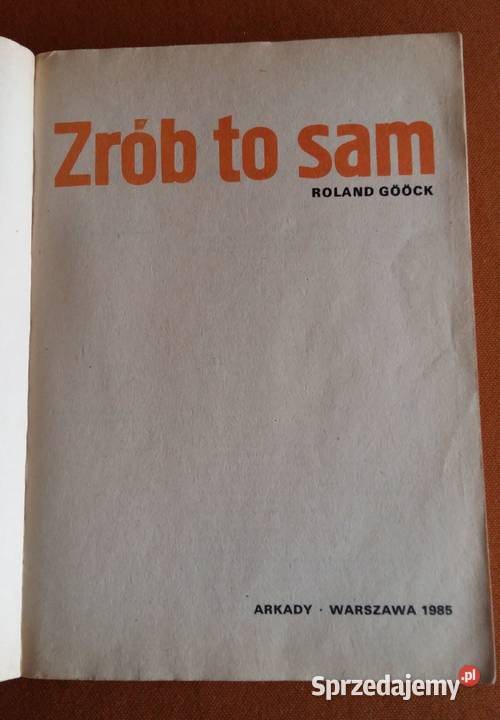 Zrób to sam
ROLAND GÖÖCK
ARKADY · WARSZAWA 1985
Sprzedajemy.pl